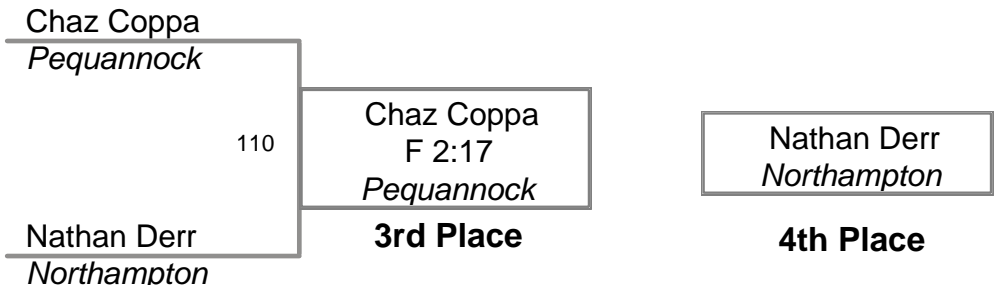 Chaz Coppa
Pequannock
110
Chaz Coppa
F 2:17
Pequannock
3rd Place
Nathan Derr
Northampton
4th Place
Nathan Derr
Northampton